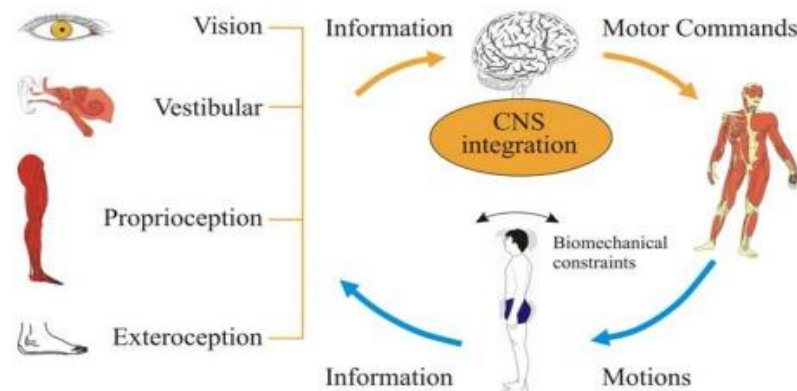 Vision
Vestibular
Proprioception
Exteroception
Information
Motor Commands
CNS
integration
Biomechanical
constraints
Information
Motions